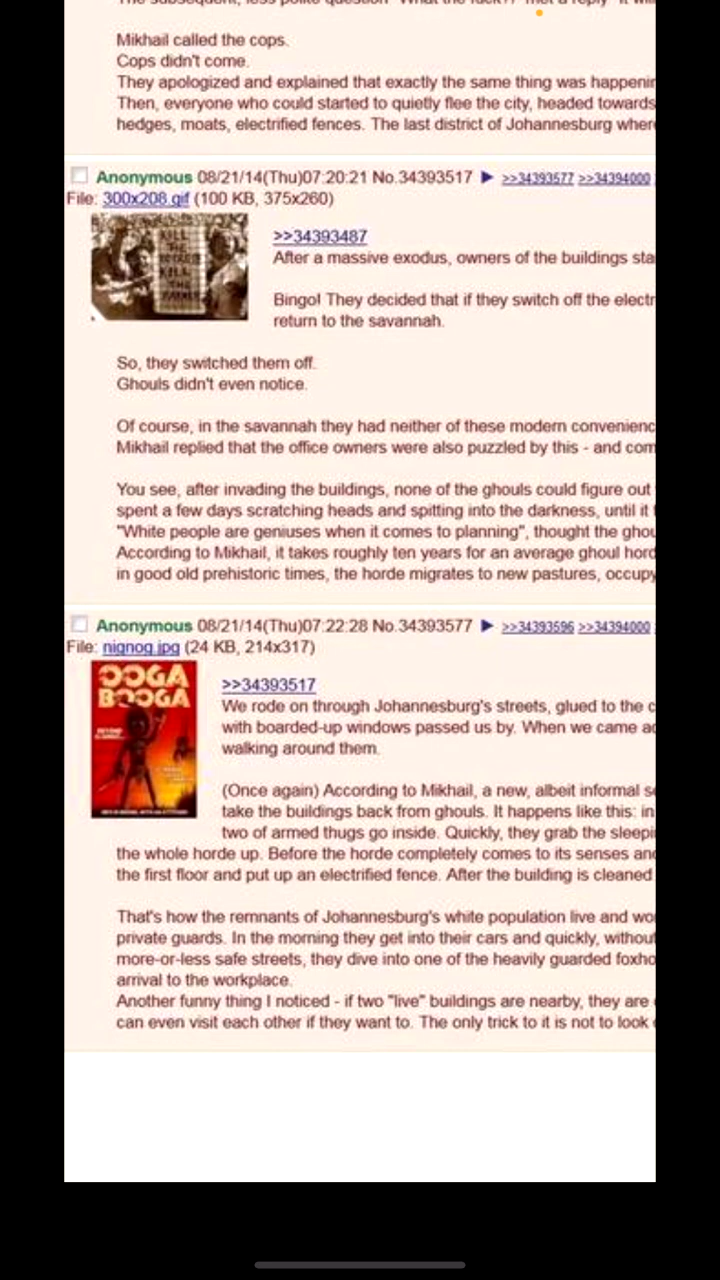 Mikhail called the cops.
Cops didn't come.
They apologized and explained that exactly the same thing was happenin
Then, everyone who could started to quietly flee the city, headed towards
hedges, moats, electrified fences. The last district of Johannesburg wher
Anonymous 08/21/14(Thu)07:20:21 No.34393517 ▶ >>34393577 >>34394000
File: 300x208.gif (100 KB, 375x260)
KILL
THE
KILL
THE
>>34393487
After a massive exodus, owners of the buildings sta
Bingo! They decided that if they switch off the electr
return to the savannah.
So, they switched them off.
Ghouls didn't even notice.
Of course, in the savannah they had neither of these modern convenienc
Mikhail replied that the office owners were also puzzled by this - and com
You see, after invading the buildings, none of the ghouls could figure out
spent a few days scratching heads and spitting into the darkness, until it
"White people are geniuses when it comes to planning", thought the ghou
According to Mikhail, it takes roughly ten years for an average ghoul hord
in good old prehistoric times, the horde migrates to new pastures, occupy
Anonymous 08/21/14(Thu)07:22:28 No.34393577 ▶ >>34393596 >>34394000
File: nignog.jpg (24 KB, 214x317)
OOGA
BOOGA
>>34393517
We rode on through Johannesburg's streets, glued to the c
with boarded-up windows passed us by. When we came ac
walking around them.
(Once again) According to Mikhail, a new, albeit informal se
take the buildings back from ghouls. It happens like this: in
two of armed thugs go inside. Quickly, they grab the sleepi
the whole horde up. Before the horde completely comes to its senses and
the first floor and put up an electrified fence. After the building is cleaned
That's how the remnants of Johannesburg's white population live and wor
private guards. In the morning they get into their cars and quickly, without
more-or-less safe streets, they dive into one of the heavily guarded foxho
arrival to the workplace.
Another funny thing I noticed - if two "live" buildings are nearby, they are
can even visit each other if they want to. The only trick to it is not to look